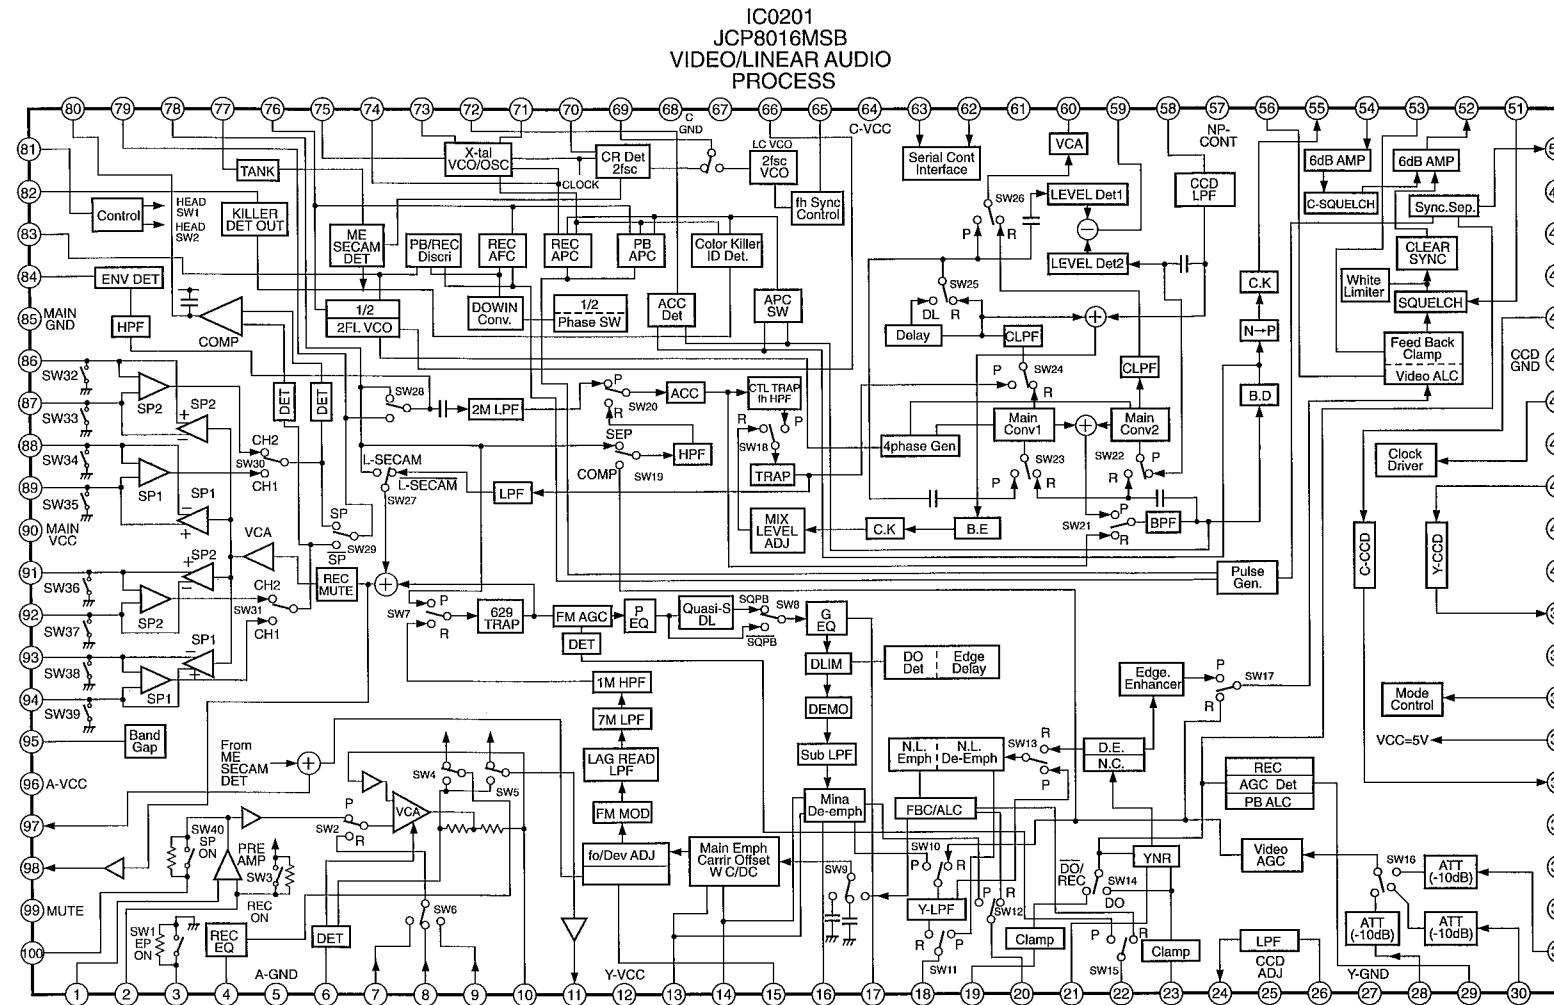 IC0201
JCP8016MSB
VIDEO/LINEAR AUDIO
PROCESS
80 79 78 77 76 75 74 73 72 71 70 69 68 67 66 65 64 63 62 61 60 59 58 57 56 55 54 53 52 51
C
GND
C-VCC
NP-
CONT
81
82
83
84
85
MAIN
GND
86
87
88
89
90
MAIN
VCC
91
92
93
94
95
96
A-VCC
97
98
99
MUTE
100
TANK
X-tal
VCO/OSC
CR Det
2fsc
CLOCK
LC VCO
2fsc
VCO
fh Sync
Control
Serial Cont
Interface
VCA
CCD
LPF
6dB AMP
6dB AMP
C-SQUELCH
Sync.Sep.
Control
HEAD
SW1
HEAD
SW2
KILLER
DET OUT
ME
SECAM
DET
PB/REC
Discri
REC
AFC
REC
APC
PB
APC
Color Killer
ID Det.
SW26
P
R
LEVEL Det1
LEVEL Det2
CLEAR
SYNC
White
Limiter
SQUELCH
Feed Back
Clamp
Video ALC
CCD
GND
ENV DET
HPF
COMP
1/2
2FL VCO
DOWIN
Conv.
1/2
Phase SW
ACC
Det
APC
SW
SW25
DL
R
Delay
CLPF
CLPF
C.K
N→P
B.D
SW32
SW33
SW34
SW35
SP2
SP2
SP1
SP1
DET
DET
CH2
SW30
CH1
SW28
2M LPF
P
R
SW20
ACC
CTL TRAP
fh HPF
R
P
SW18
TRAP
P
SW24
R
4phase Gen
Main
Conv1
Main
Conv2
Clock
Driver
SEP
COMP
SW19
HPF
L-SECAM
L-SECAM
SW27
LPF
P
SW23
R
SW22
R
P
MIX
LEVEL
ADJ
C.K
B.E
SW21
P
R
BPF
C-CCD
Y-CCD
SP
SW29
SP
VCA
REC
MUTE
Pulse
Gen.
SW36
SW37
SW38
SW39
SP2
SP2
SP1
SP1
CH2
SW31
CH1
SW7
P
R
629
TRAP
FM AGC
DET
P
EQ
Quasi-S
DL
SQPB
SW8
SQPB
G
EQ
DLIM
DO
Det
Edge
Delay
DEMO
Sub LPF
Mina
De-emph
1M HPF
7M LPF
LAG READ
LPF
FM MOD
fo/Dev ADJ
Main Emph
Carrir Offset
W C/DC
Edge.
Enhancer
P
SW17
R
Mode
Control
VCC=5V
Band
Gap
From
ME
SECAM
DET
SW4
SW5
P
SW2
R
VCA
N.L.
Emph
N.L.
De-Emph
SW13
R
P
D.E.
N.C.
FBC/ALC
REC
AGC Det
PB ALC
SW40
SP
ON
PRE
AMP
SW3
REC
ON
SW9
SW10
P
R
YNR
DO/
REC
SW14
DO
Video
AGC
SW16
ATT
(-10dB)
ATT
(-10dB)
ATT
(-10dB)
SW1
EP
ON
REC
EQ
DET
SW6
Y-LPF
R
P
SW11
P
R
SW12
Clamp
P
R
SW15
Clamp
LPF
CCD
ADJ
A-GND
Y-VCC
Y-GND
1 2 3 4 5 6 7 8 9 10 11 12 13 14 15 16 17 18 19 20 21 22 23 24 25 26 27 28 29 30